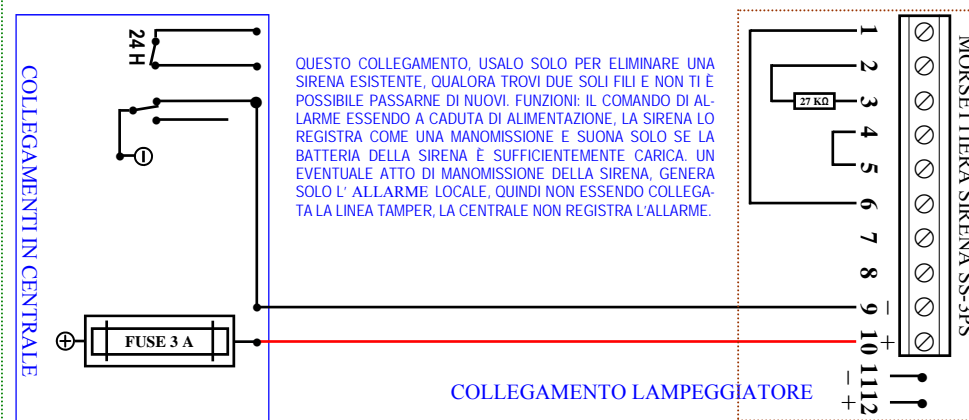 COLLEGAMENTI IN CENTRALE
24 H
QUESTO COLLEGAMENTO, USALO SOLO PER ELIMINARE UNA
SIRENA ESISTENTE, QUALORA TROVI DUE SOLI FILI E NON TI È
POSSIBILE PASSARNE DI NUOVI. FUNZIONI: IL COMANDO DI AL-
LARME ESSENDO A CADUTA DI ALIMENTAZIONE, LA SIRENA LO
REGISTRA COME UNA MANOMISSIONE E SUONA SOLO SE LA
BATTERIA DELLA SIRENA È SUFFICIENTEMENTE CARICA. UN
EVENTUALE ATTO DI MANOMISSIONE DELLA SIRENA, GENERA
SOLO L' ALLARME LOCALE, QUINDI NON ESSENDO COLLEGA-
TA LA LINEA TAMPER, LA CENTRALE NON REGISTRA L'ALLARME.
FUSE 3 A
COLLEGAMENTO LAMPEGGIATORE
27 KΩ
1
2
3
4
5
6
7
8
9 −
10 +
11 −
12 +
MORSETTIERA SIRENA SS-3FS